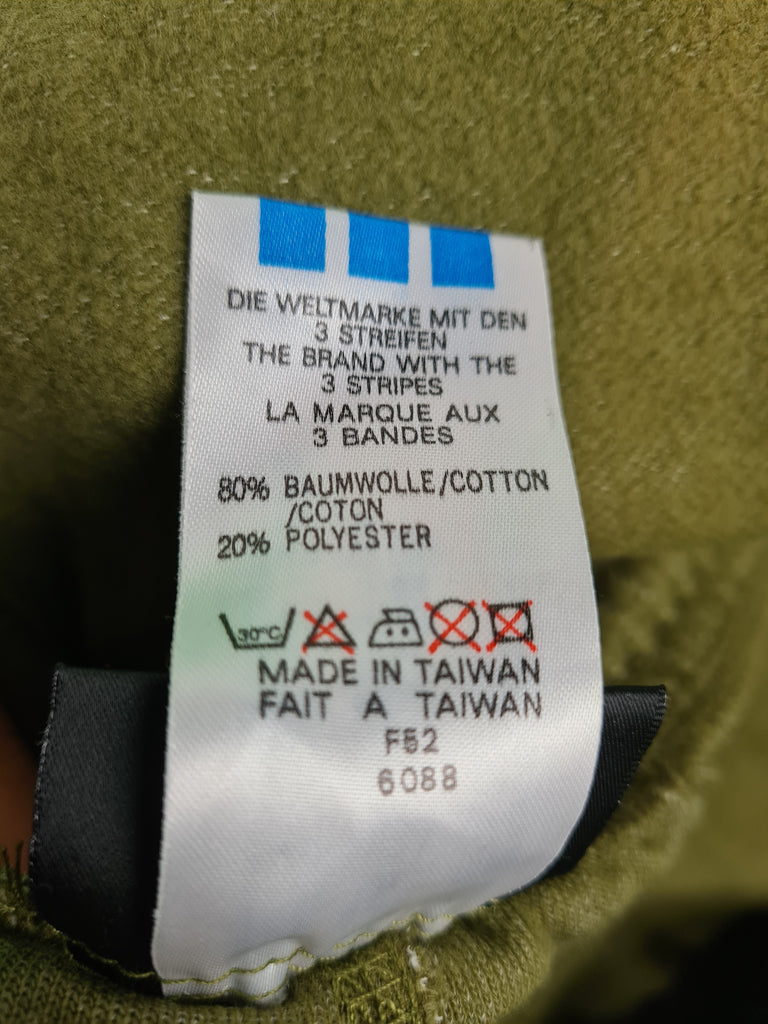 DIE WELTMARKE MIT DEN
3 STREIFEN
THE BRAND WITH THE
3 STRIPES
LA MARQUE AUX
3 BANDES
80% BAUMWOLLE/COTTON
/COTON
20% POLYESTER
30°C
MADE IN TAIWAN
FAIT A TAIWAN
F52
6088